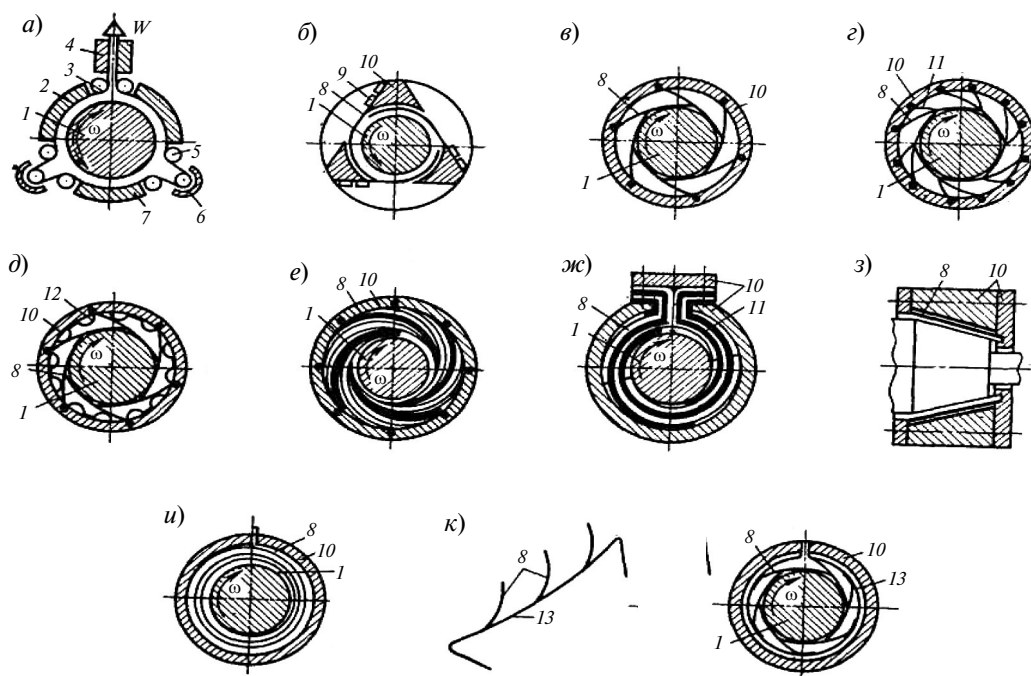 а) W 4 3 2 1 ω 5 6 7
б) 10 9 8 1 ω
в) 8 10 ω 1
г) 10 11 8 ω 1
д) 12 10 ω 8 1
е) 8 10 1 ω
ж) 10 8 11 1 ω
з) 8 10
и) 8 10 1 ω
к) 8 13 8 10 13 ω 1